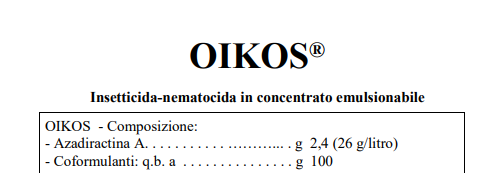 OIKOS®
Insetticida-nematocida in concentrato emulsionabile
OIKOS - Composizione:
- Azadiractina A. . . . . . . . . . . ………... . g 2,4 (26 g/litro)
- Coformulanti: q.b. a . . . . . . . . . . . . . . . g 100